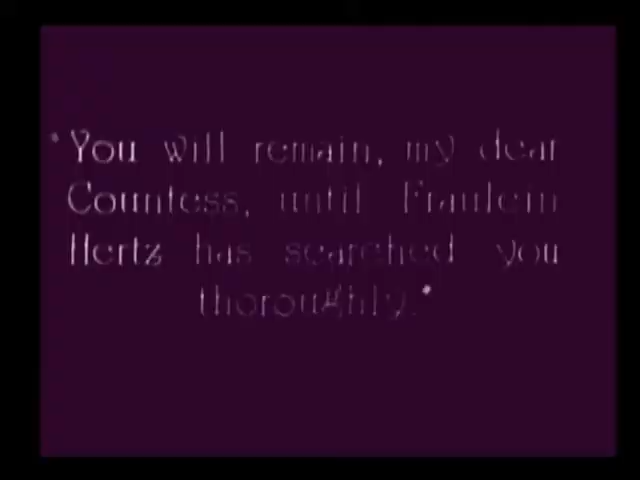 "You will remain, my dear
Countess, until Fraulein
Hertz has searched you
thoroughly."